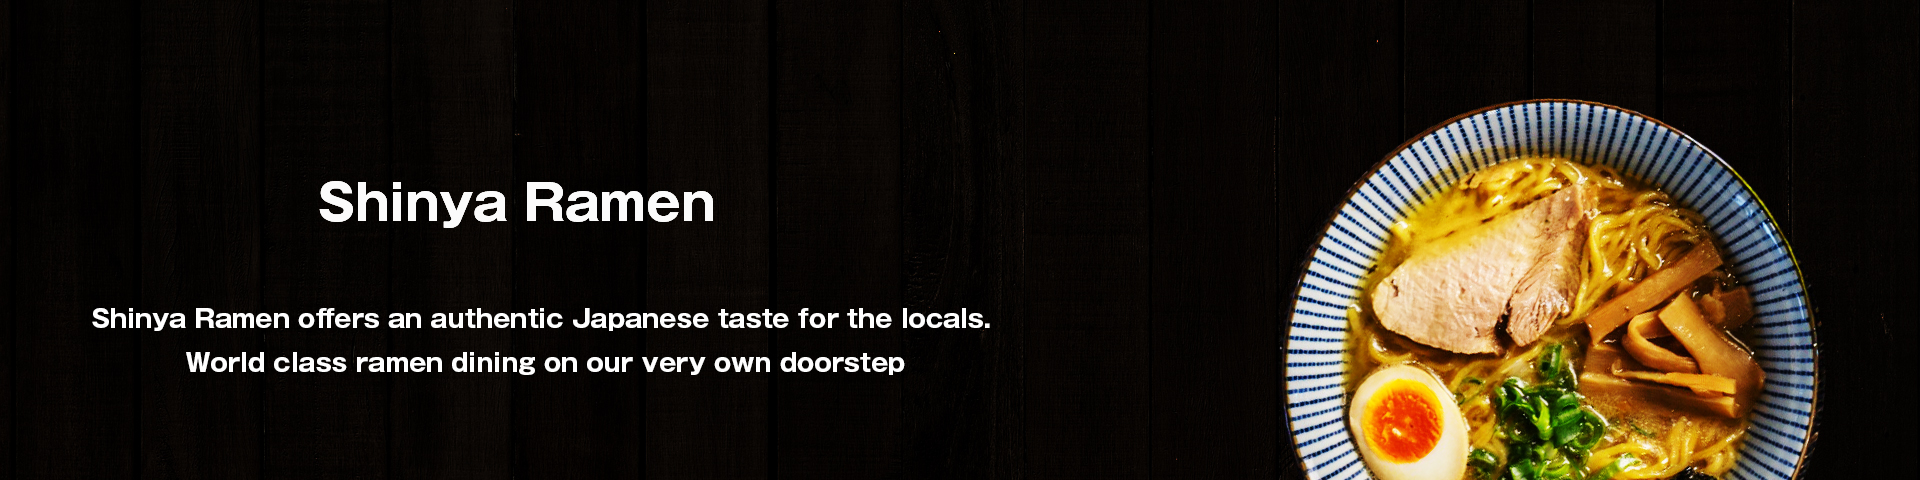 Shinya Ramen
Shinya Ramen offers an authentic Japanese taste for the locals.
World class ramen dining on our very own doorstep